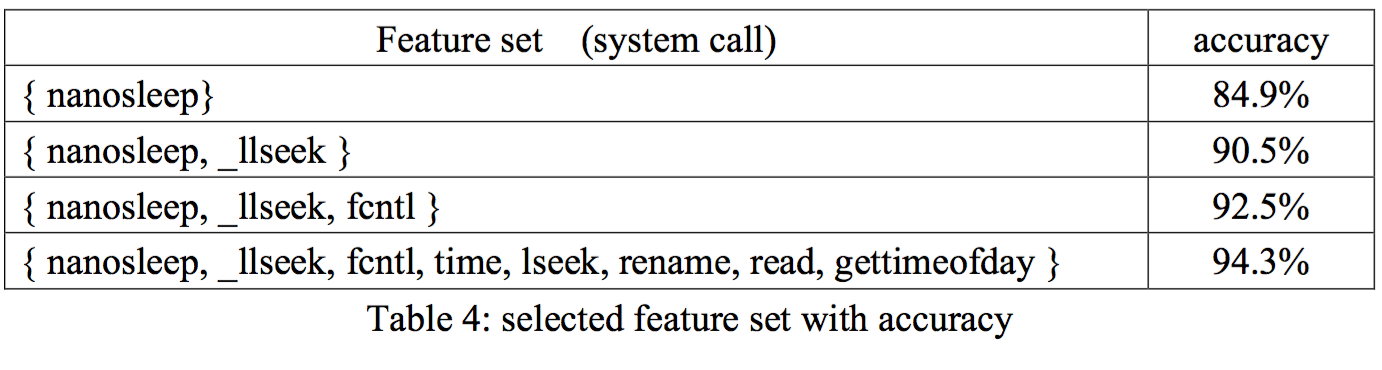 Feature set (system call) accuracy
{ nanosleep} 84.9%
{ nanosleep, _llseek } 90.5%
{ nanosleep, _llseek, fcntl } 92.5%
{ nanosleep, _llseek, fcntl, time, lseek, rename, read, gettimeofday } 94.3%
Table 4: selected feature set with accuracy